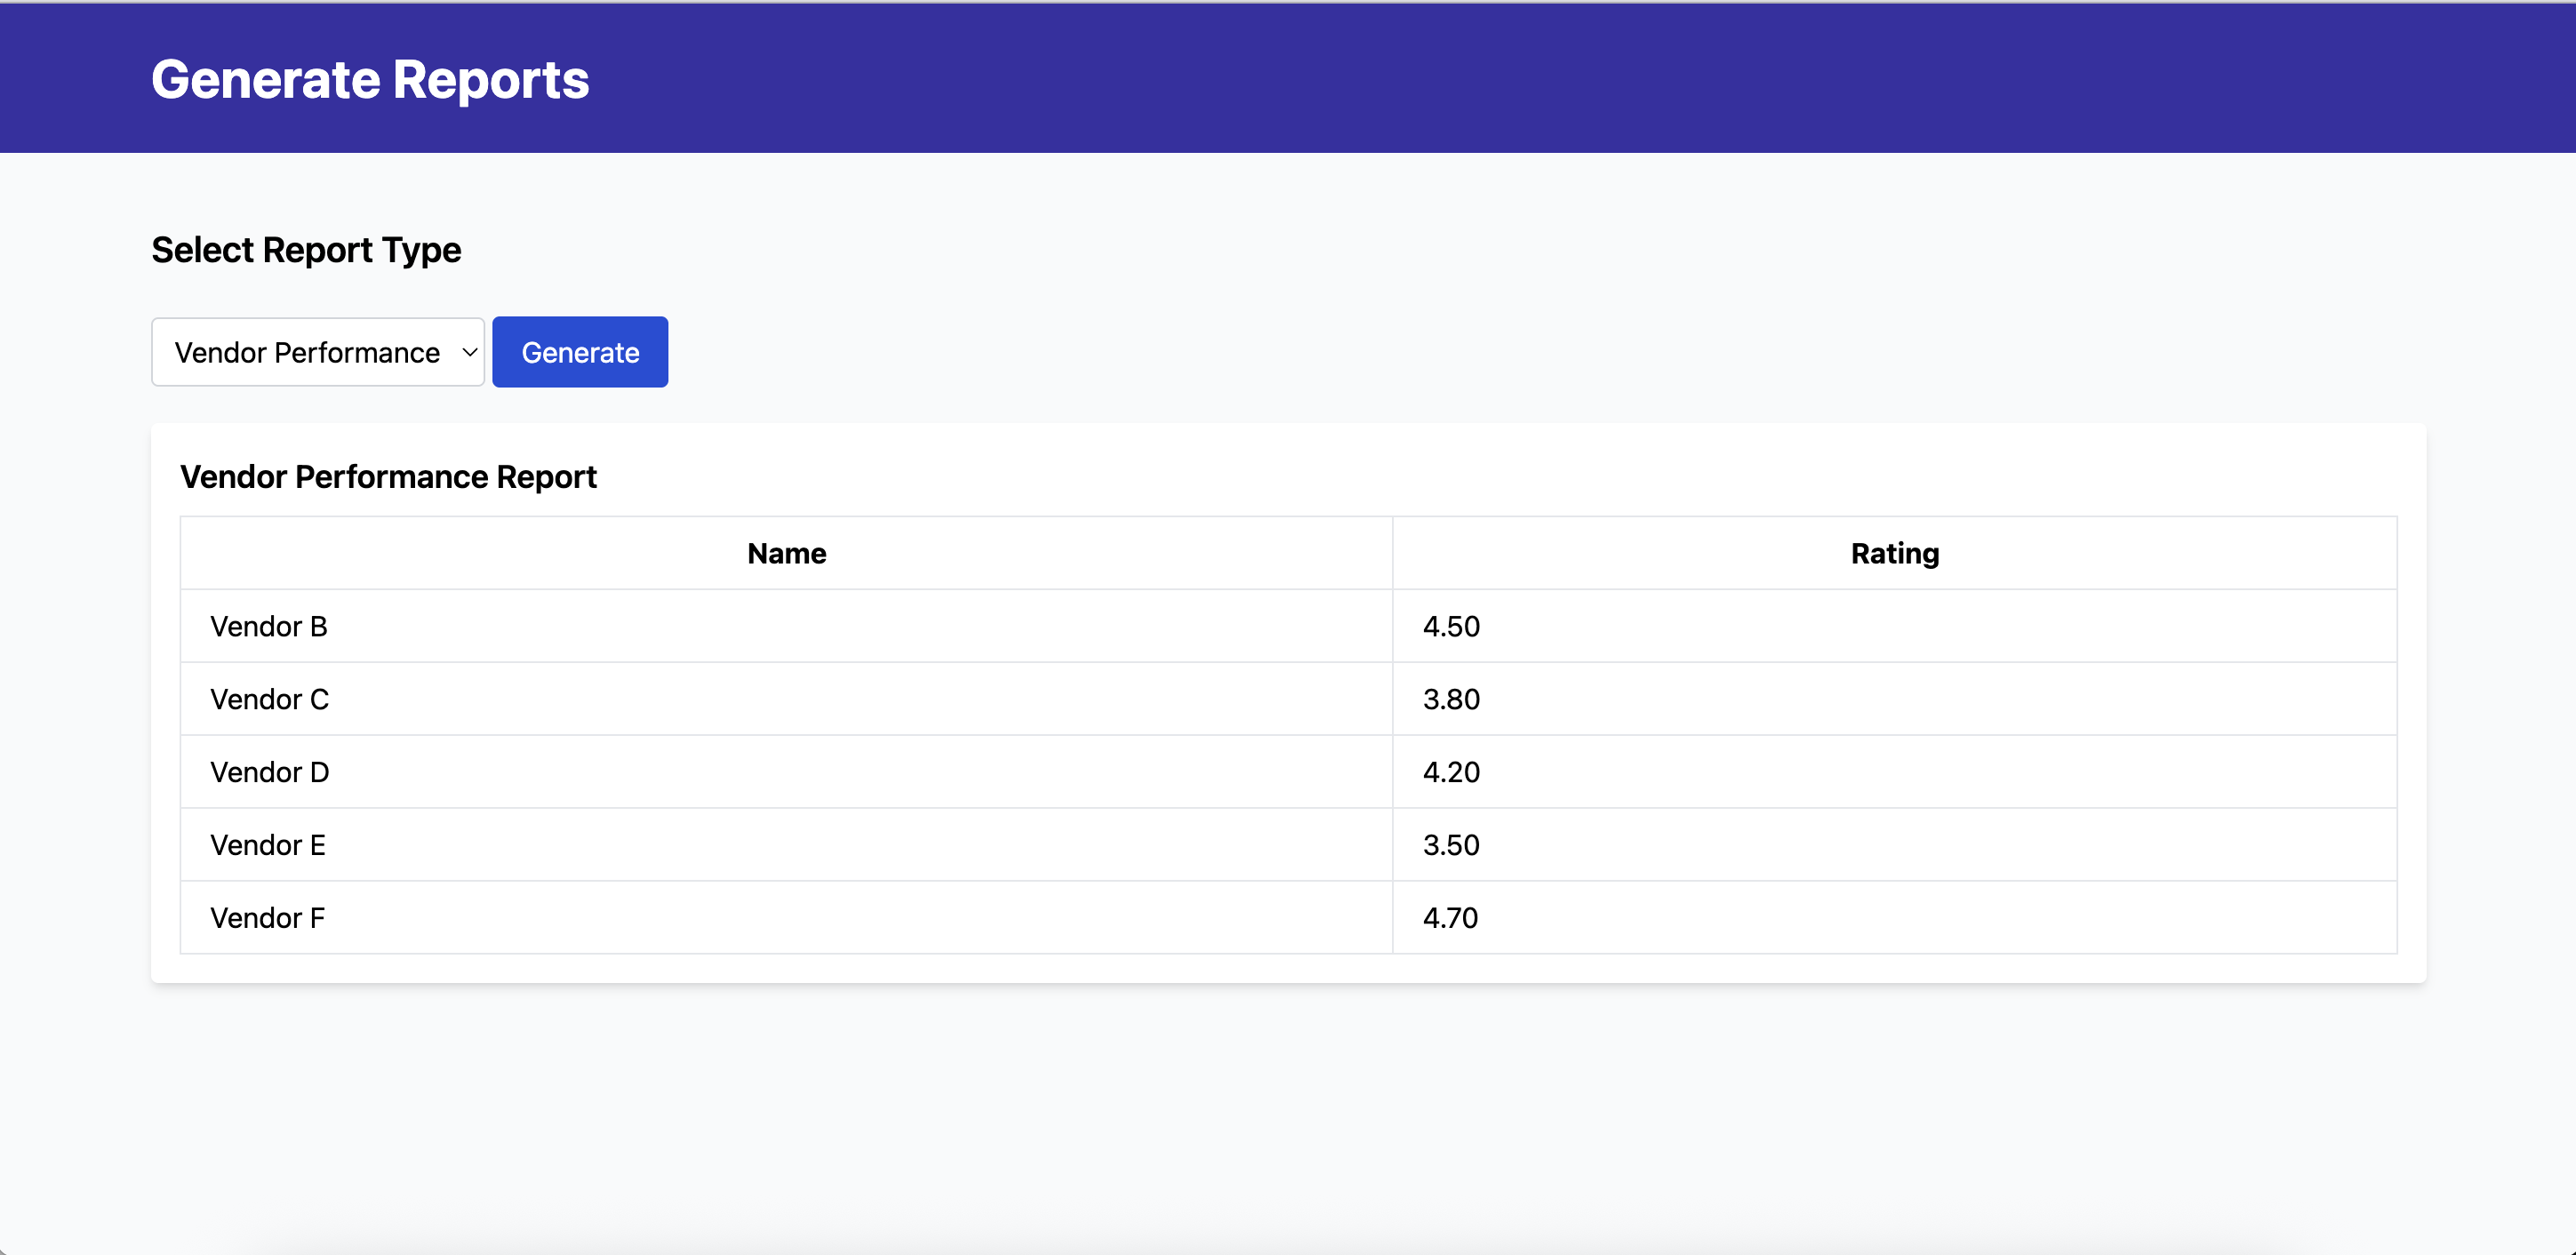 Generate Reports
Select Report Type
Vendor Performance Generate
Vendor Performance Report
Name Rating
Vendor B 4.50
Vendor C 3.80
Vendor D 4.20
Vendor E 3.50
Vendor F 4.70